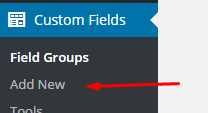 Custom Fields
Field Groups
Add New
Tools